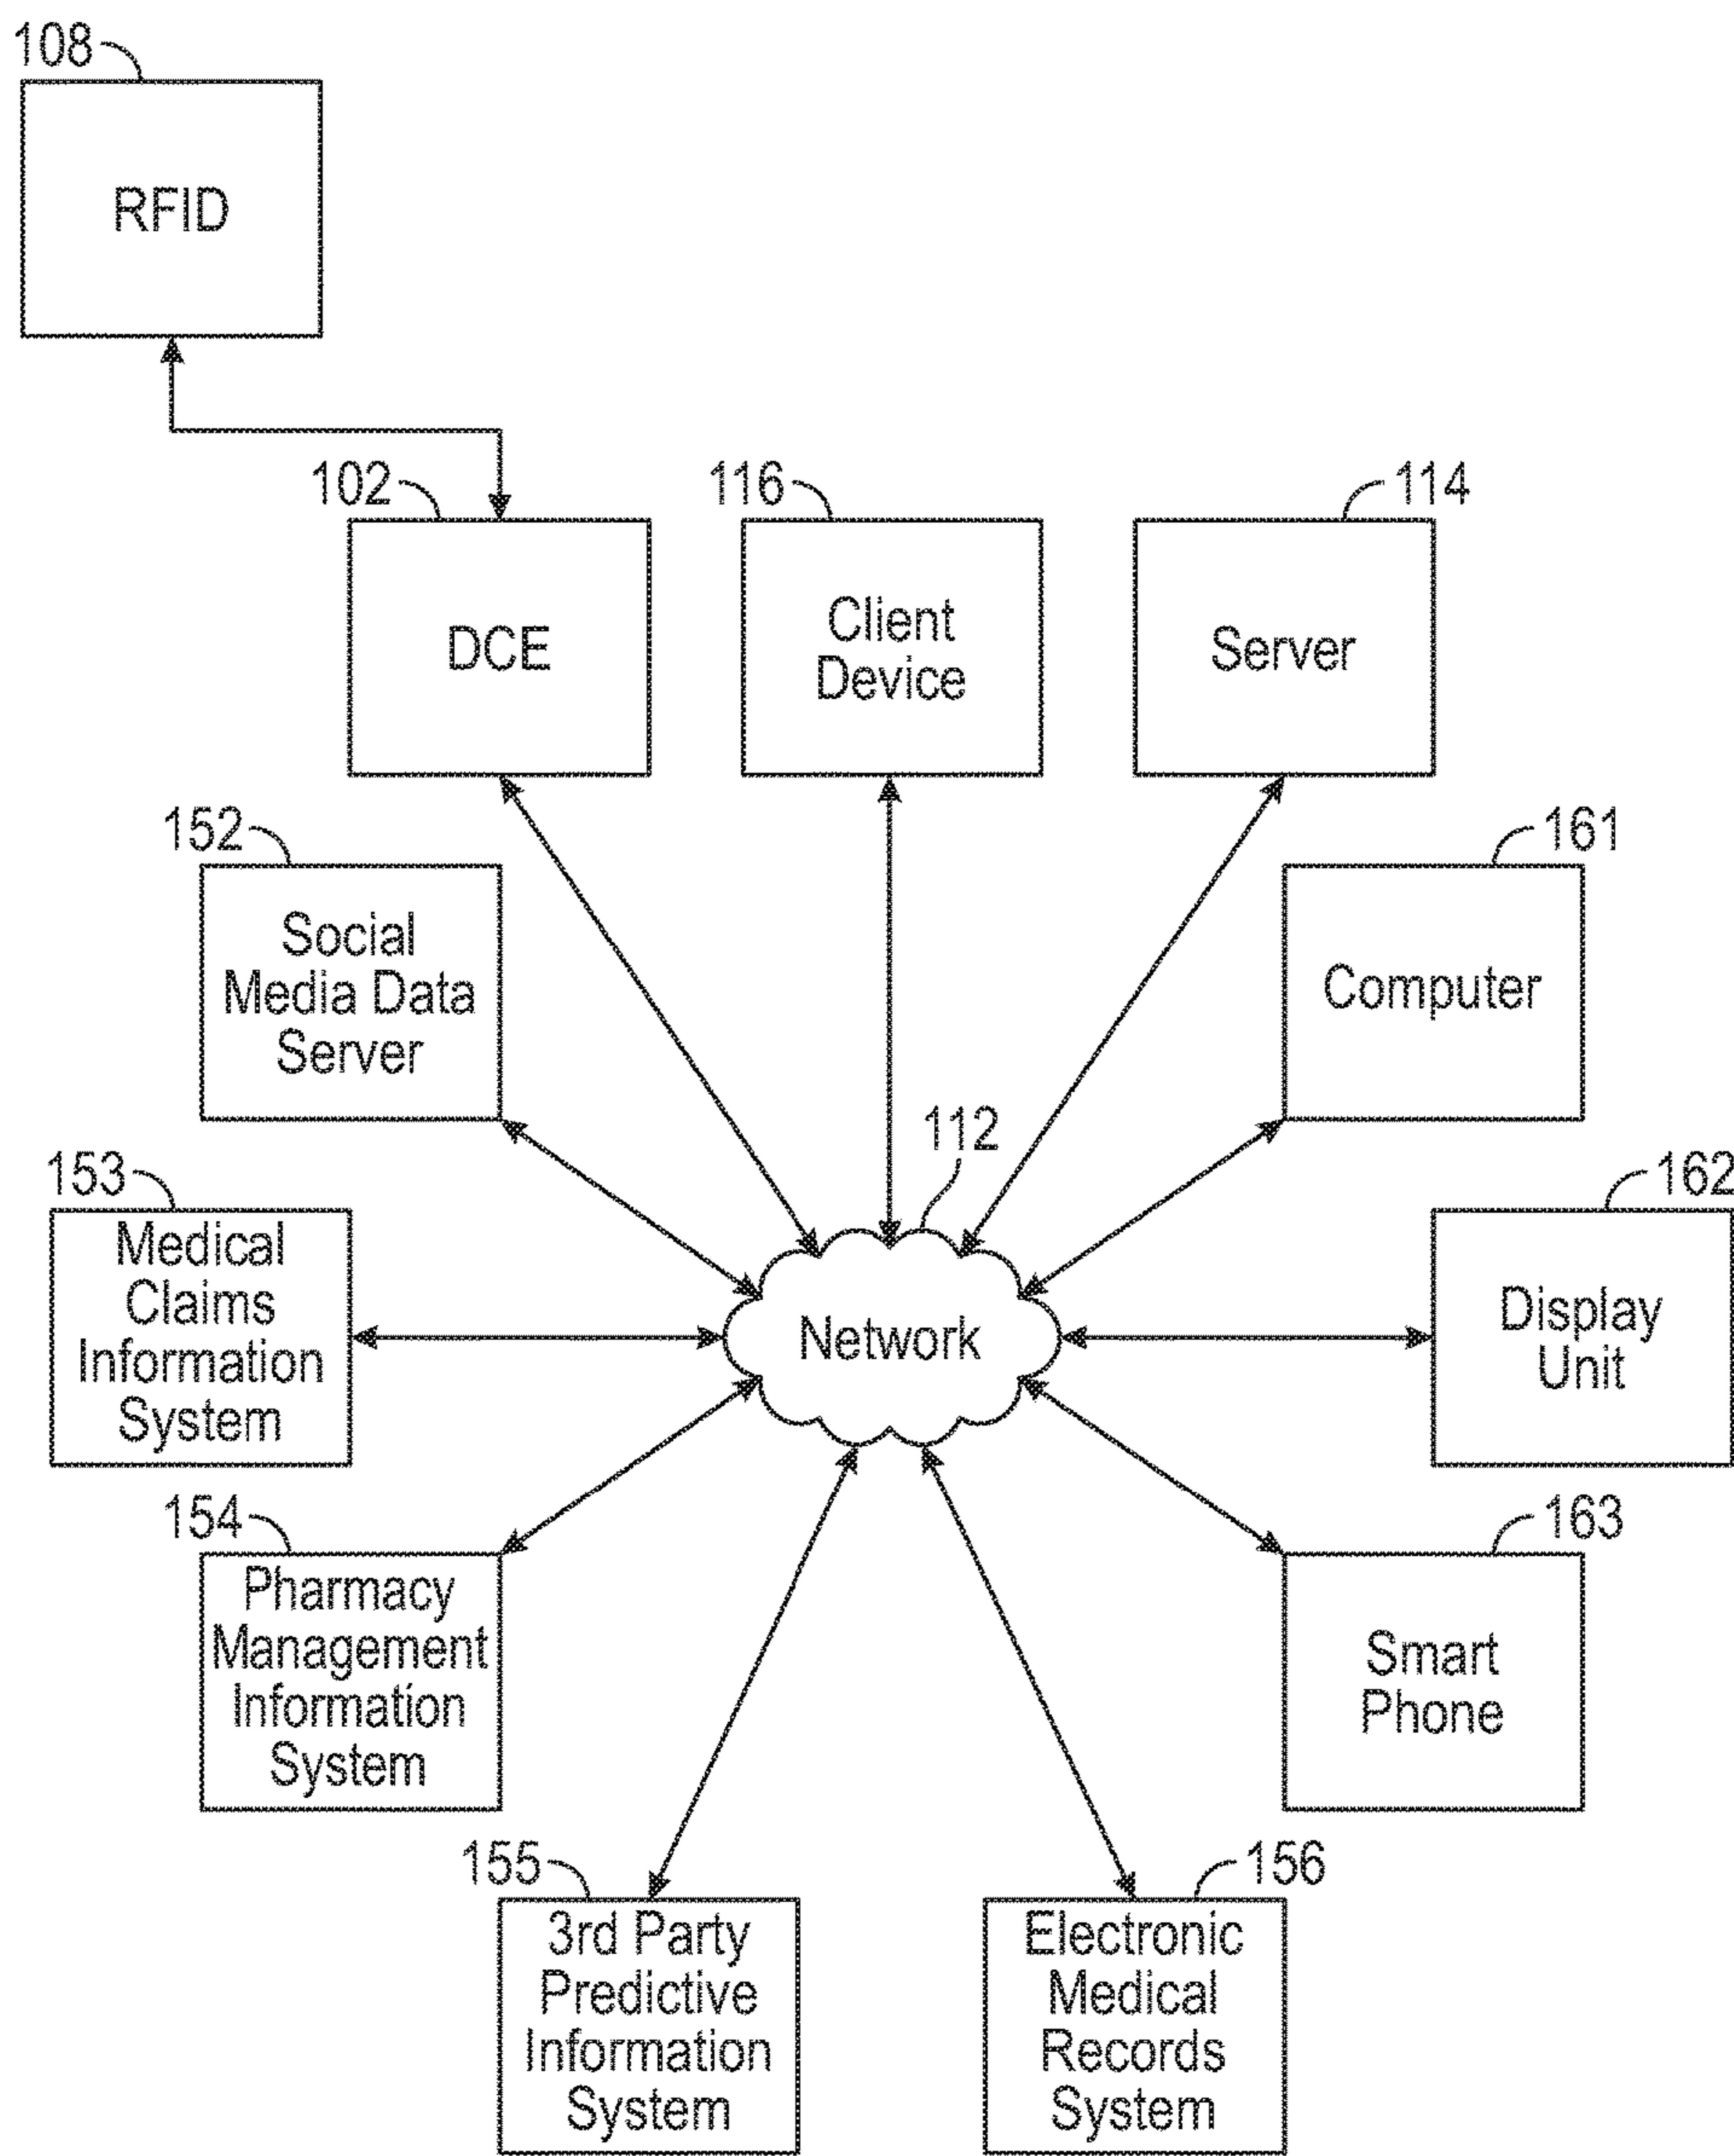 108
RFID
102
DCE
116
Client
Device
114
Server
152
Social
Media Data
Server
161
Computer
112
Network
153
Medical
Claims
Information
System
162
Display
Unit
154
Pharmacy
Management
Information
System
163
Smart
Phone
155
3rd Party
Predictive
Information
System
156
Electronic
Medical
Records
System